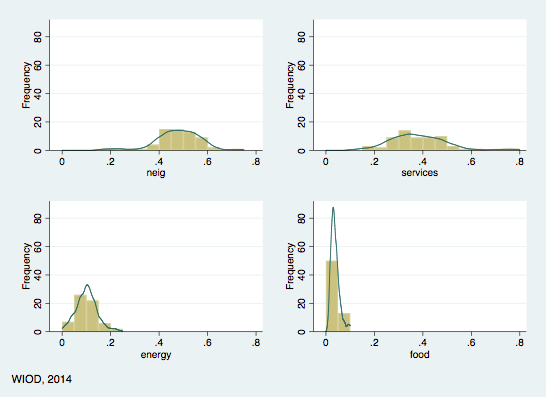 Frequency
0 20 40 60 80
0 .2 .4 .6 .8
neig
Frequency
0 20 40 60 80
0 .2 .4 .6 .8
services
Frequency
0 20 40 60 80
0 .2 .4 .6 .8
energy
Frequency
0 20 40 60 80
0 .2 .4 .6 .8
food
WIOD, 2014